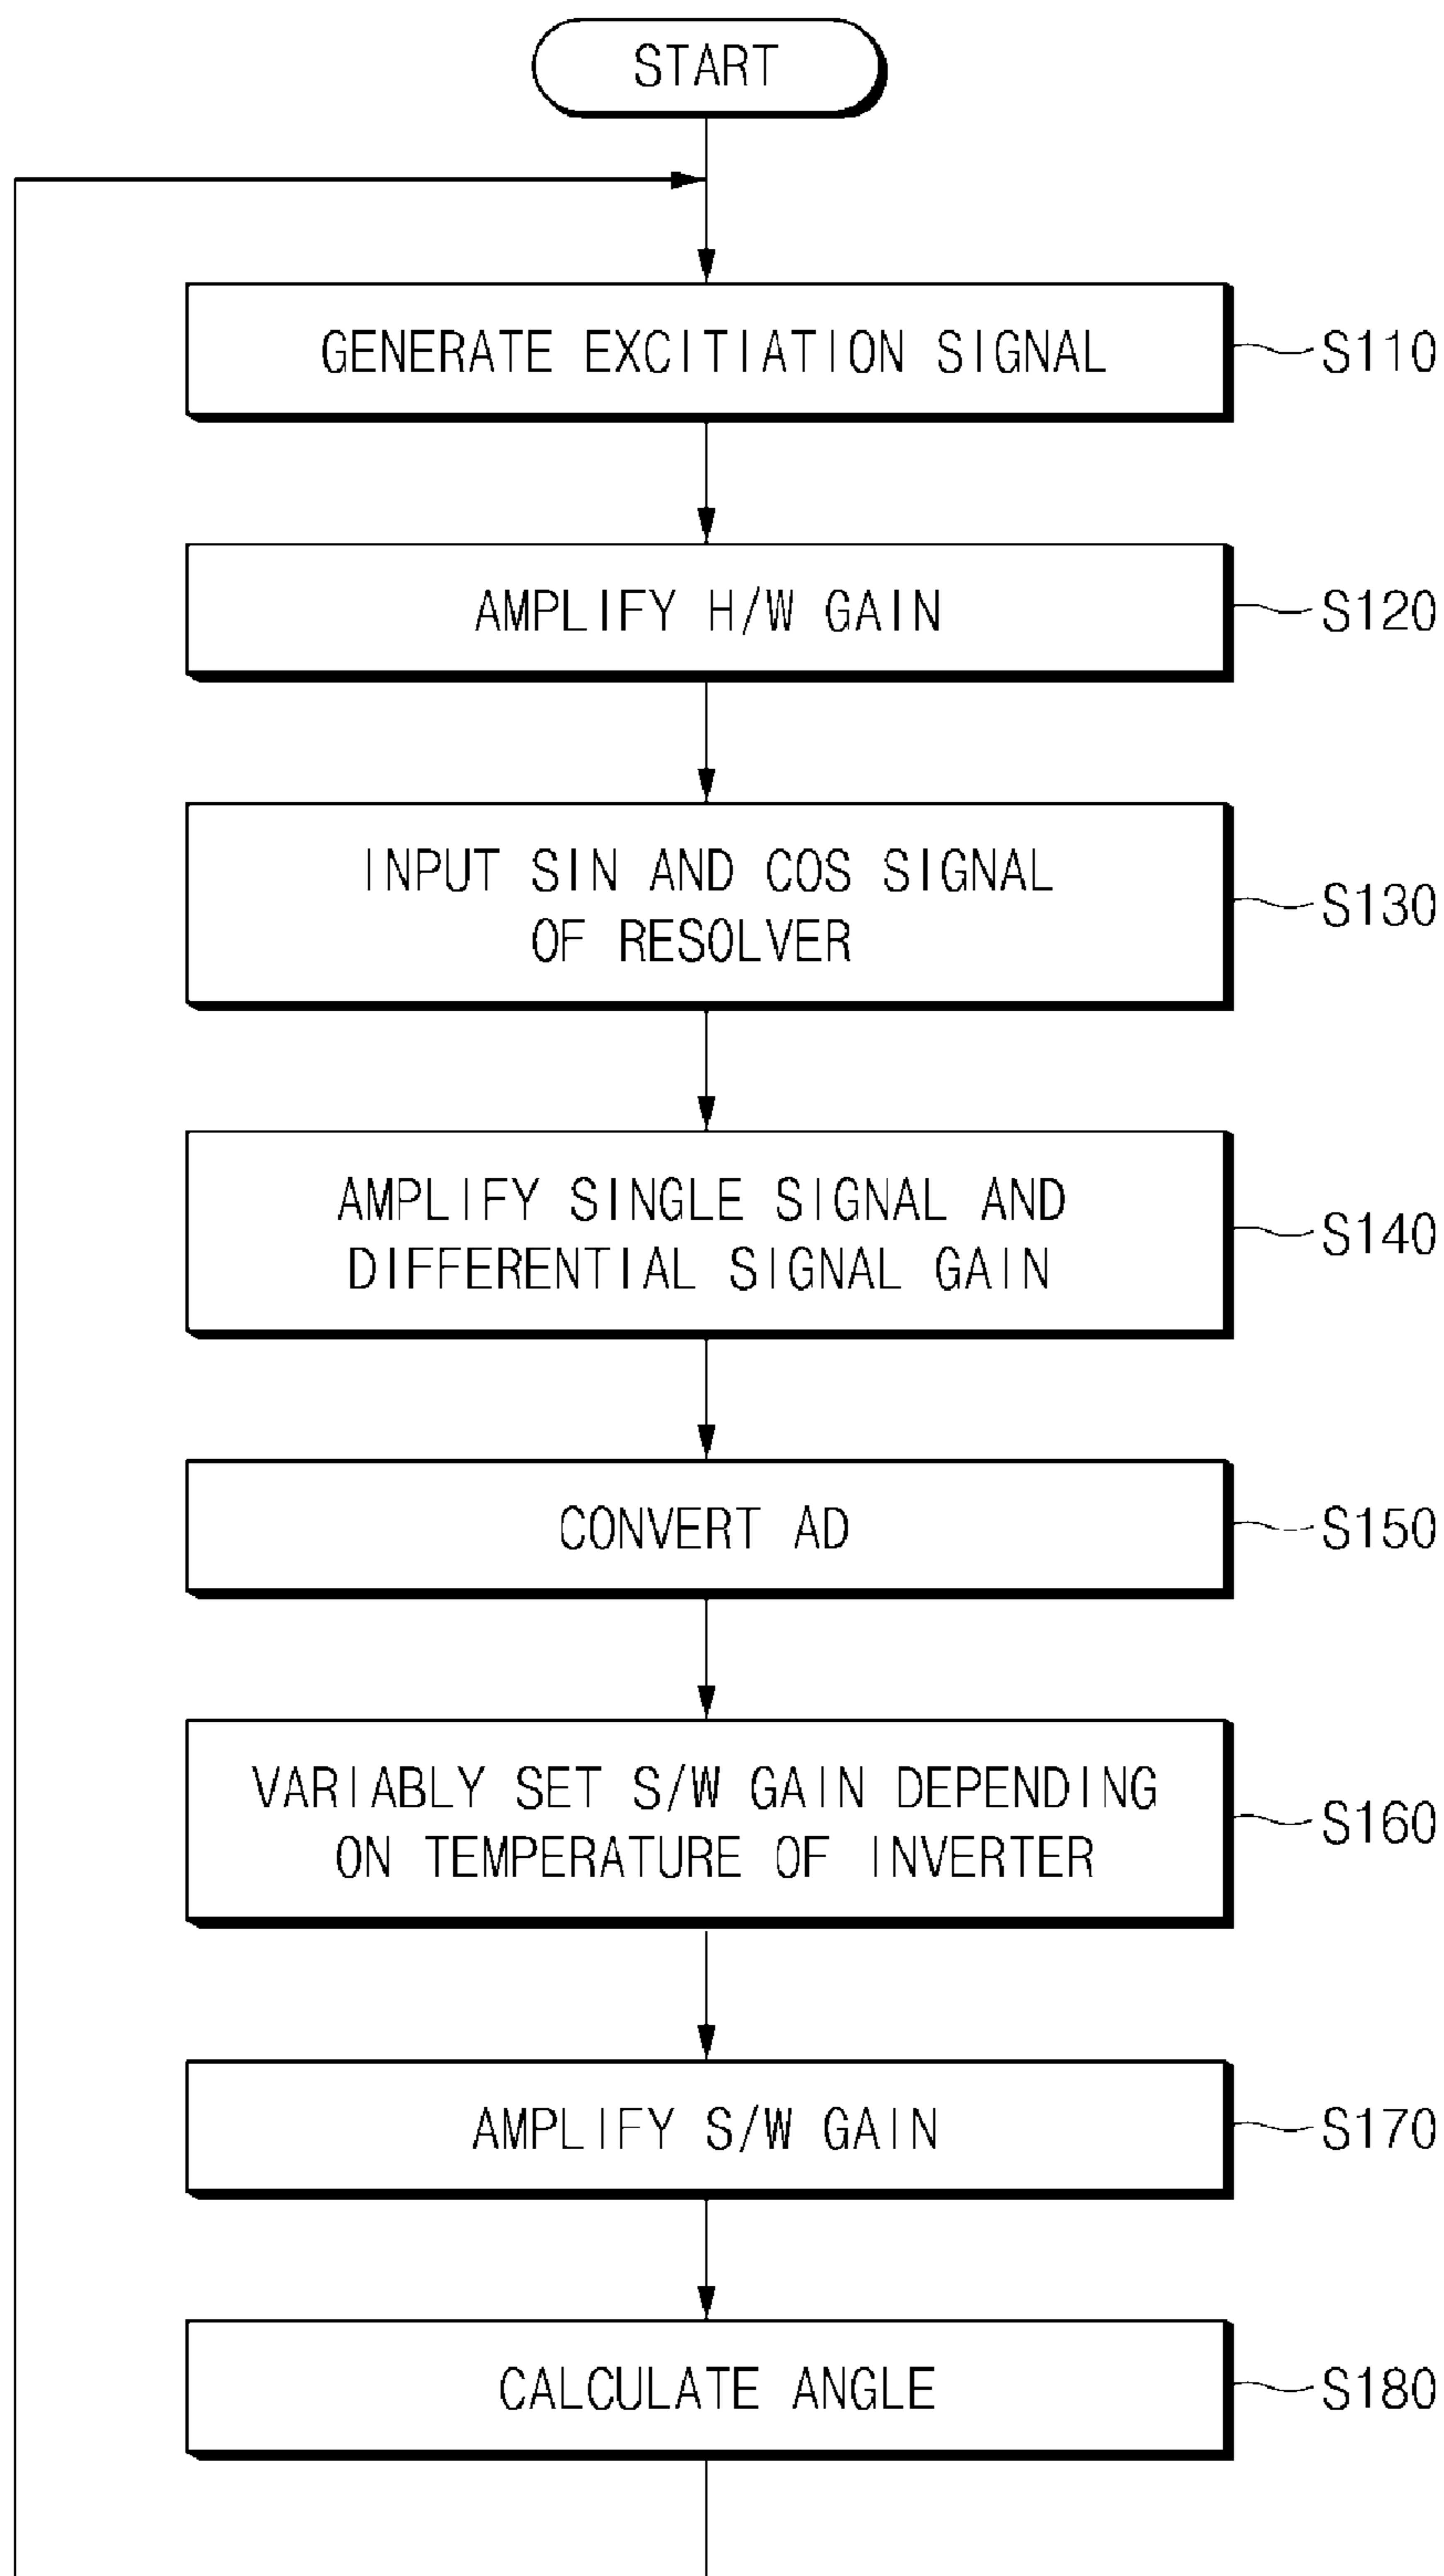 START
GENERATE EXCITIATION SIGNAL
S110
AMPLIFY H/W GAIN
S120
INPUT SIN AND COS SIGNAL
OF RESOLVER
S130
AMPLIFY SINGLE SIGNAL AND
DIFFERENTIAL SIGNAL GAIN
S140
CONVERT AD
S150
VARIABLY SET S/W GAIN DEPENDING
ON TEMPERATURE OF INVERTER
S160
AMPLIFY S/W GAIN
S170
CALCULATE ANGLE
S180